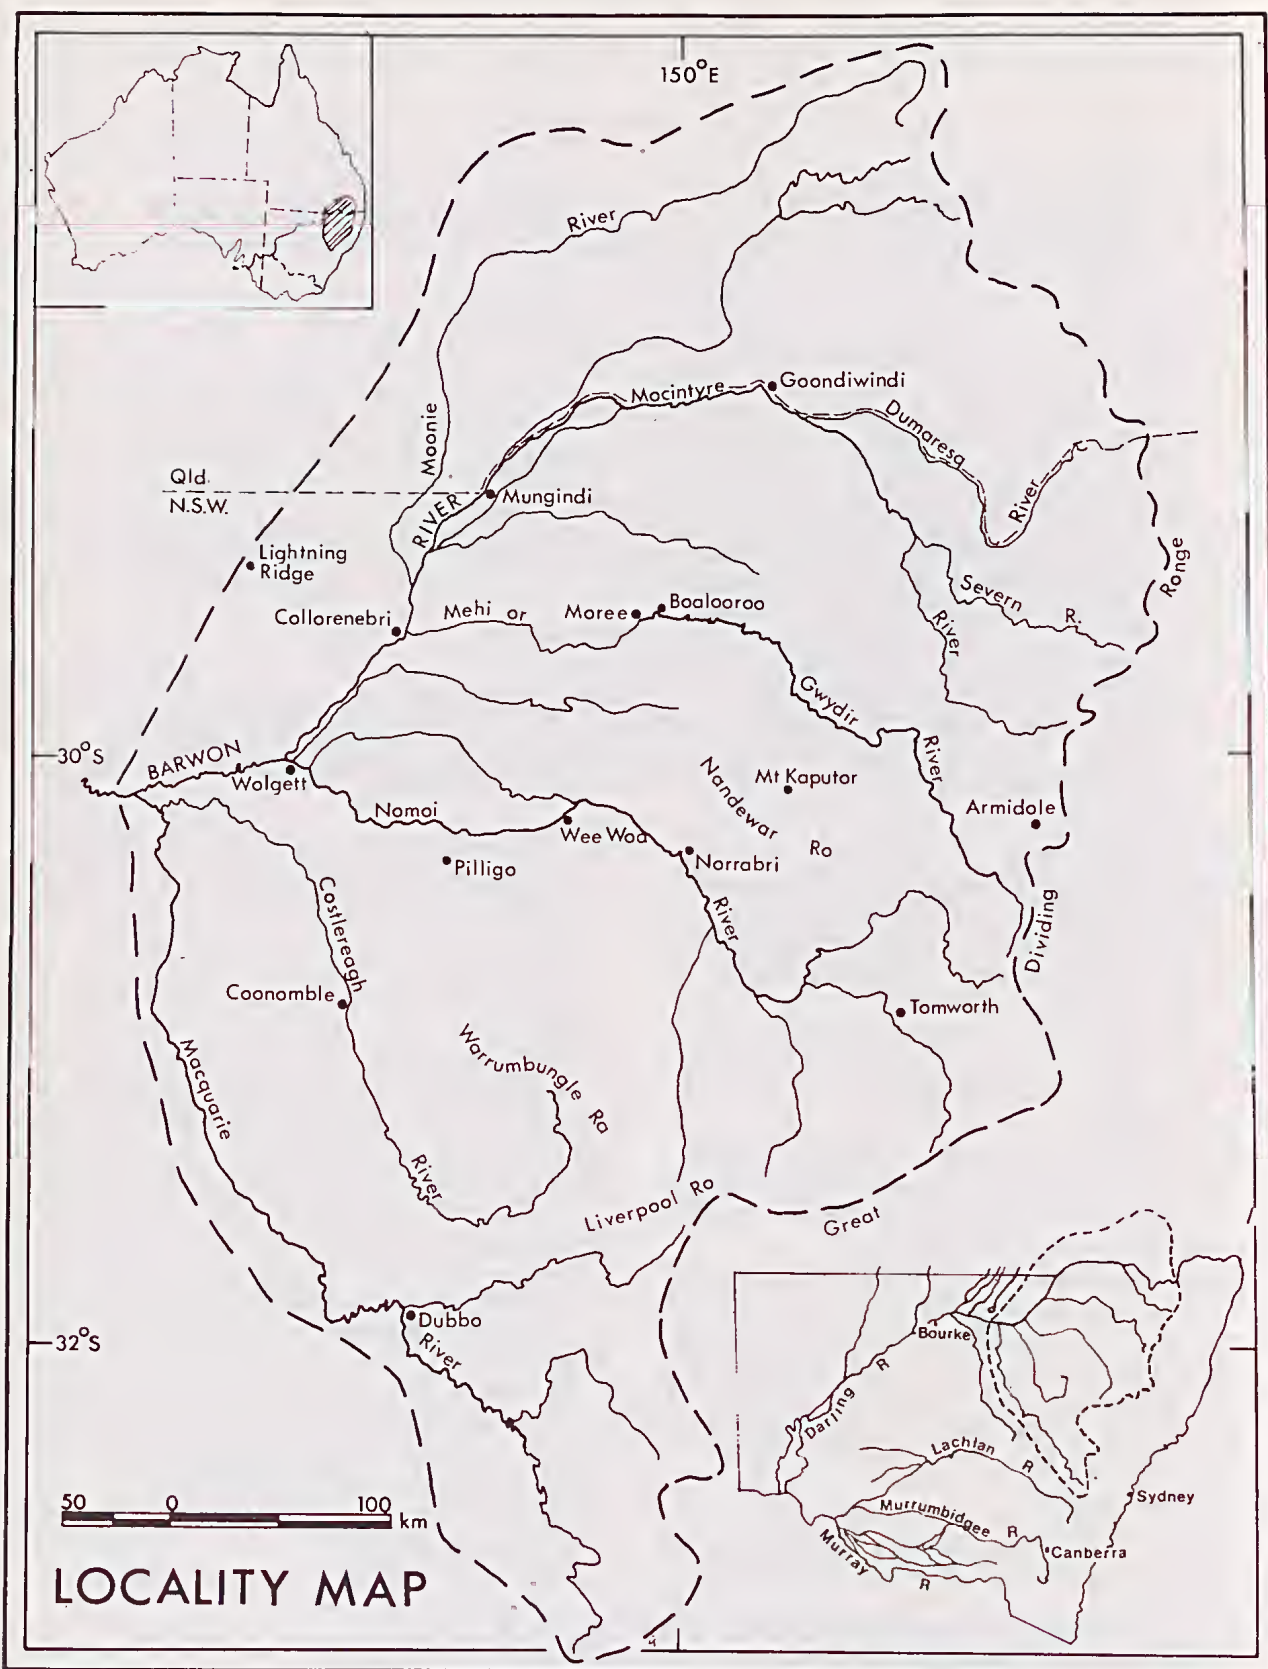 150°E
River
Mocintyre
Goondiwindi
Dumaresq
River
Moonie
Qld.
N.S.W.
RIVER
Mungindi
Lightning
Ridge
Collorenebri
Mehi or
Moree
Boalooroo
Severn R.
River
Ronge
Gwydir
River
30°S
BARWON
Wolgett
Nomoi
Wee Woa
Pilligo
Nandewar
Ro
Mt Kaputor
Norrabri
Armidole
River
Dividing
Costlereagh
Coonomble
Tomworth
Warrumbungle Ra
Macquarie
River
Liverpool Ro
Great
32°S
Dubbo
River
Bourke
Darling R
Lachlan R
Murrumbidgee R
Murray R
Sydney
Canberra
50 0 100
km
LOCALITY MAP